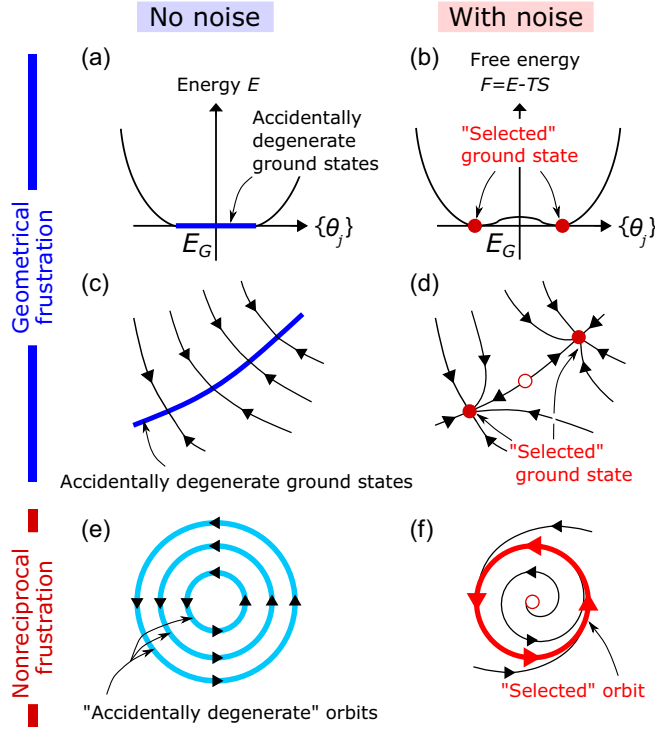 No noise
With noise
(a)
Energy E
Accidentally
degenerate
ground states
E_G
{θ_j}
(b)
Free energy
F=E-TS
"Selected"
ground state
E_G
{θ_j}
Geometrical
frustration
(c)
Accidentally degenerate ground states
(d)
"Selected"
ground state
Nonreciprocal
frustration
(e)
"Accidentally degenerate" orbits
(f)
"Selected" orbit